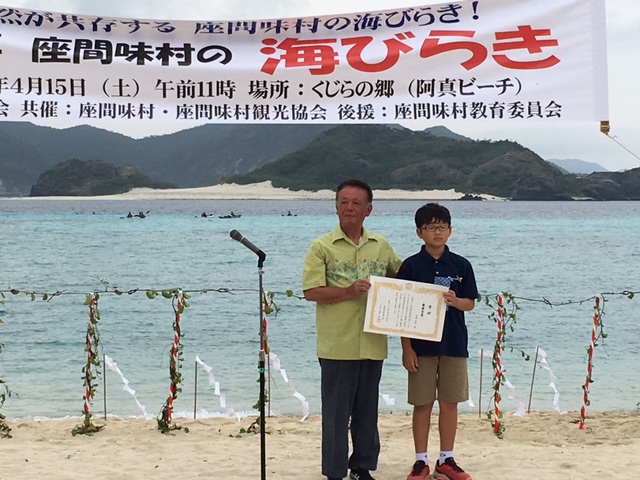 然が共存する 座間味村の海びらき!
座間味村の 海びらき
年4月15日（土）午前11時 場所：くじらの郷（阿真ビーチ）
会 共催：座間味村・座間味村観光協会 後援：座間味村教育委員会